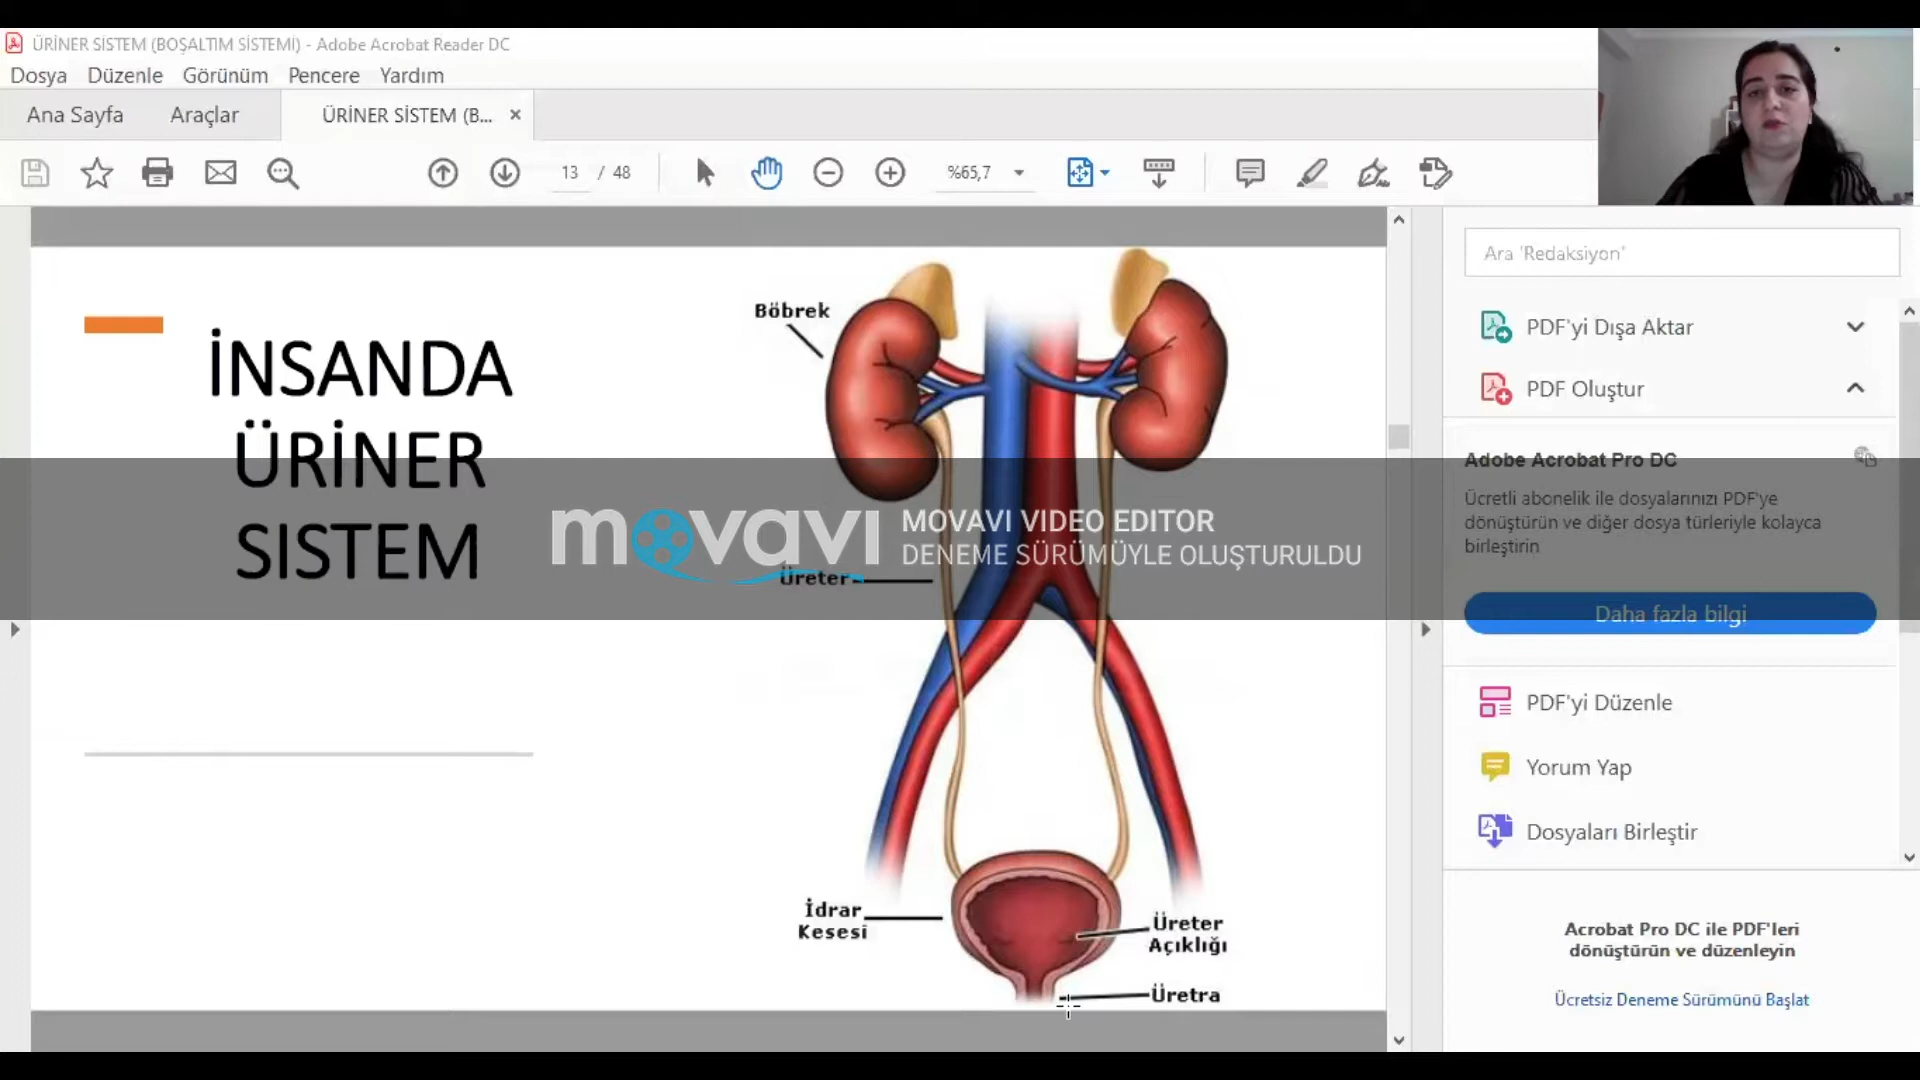 ÜRİNER SİSTEM (BOŞALTIM SİSTEMİ) - Adobe Acrobat Reader DC
Dosya Düzenle Görünüm Pencere Yardım
Ana Sayfa Araçlar ÜRİNER SİSTEM (B... ×
13 / 48 %65,7
Ara 'Redaksiyon'
PDF'yi Dışa Aktar
PDF Oluştur
Adobe Acrobat Pro DC
Ücretli abonelik ile dosyalarınızı PDF'ye
dönüştürün ve diğer dosya türleriyle kolayca
birleştirin
Daha fazla bilgi
PDF'yi Düzenle
Yorum Yap
Dosyaları Birleştir
Acrobat Pro DC ile PDF'leri
dönüştürün ve düzenleyin
Ücretsiz Deneme Sürümünü Başlat
İNSANDA
ÜRİNER
SISTEM
Böbrek
movavi
MOVAVI VIDEO EDITOR
DENEME SÜRÜMÜYLE OLUŞTURULDU
Üreter
İdrar
Kesesi
Üreter
Açıklığı
Üretra